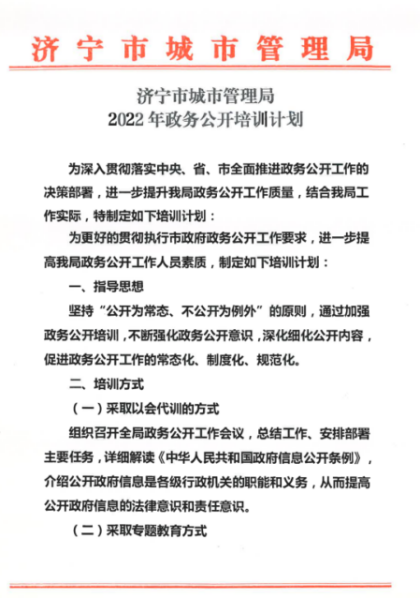 济宁市城市管理局
济宁市城市管理局
2022年政务公开培训计划
为深入贯彻落实中央、省、市全面推进政务公开工作的
决策部署，进一步提升我局政务公开工作质量，结合我局工
作实际，特制定如下培训计划：
为更好的贯彻执行市政府政务公开工作要求，进一步提
高我局政务公开工作人员素质，制定如下培训计划：
一、指导思想
坚持“公开为常态、不公开为例外”的原则，通过加强
政务公开培训，不断强化政务公开意识，深化细化公开内容，
促进政务公开工作的常态化、制度化、规范化。
二、培训方式
（一）采取以会代训的方式
组织召开全局政务公开工作会议，总结工作、安排部署
主要任务，详细解读《中华人民共和国政府信息公开条例》，
介绍公开政府信息是各级行政机关的职能和义务，从而提高
公开政府信息的法律意识和责任意识。
（二）采取专题教育方式